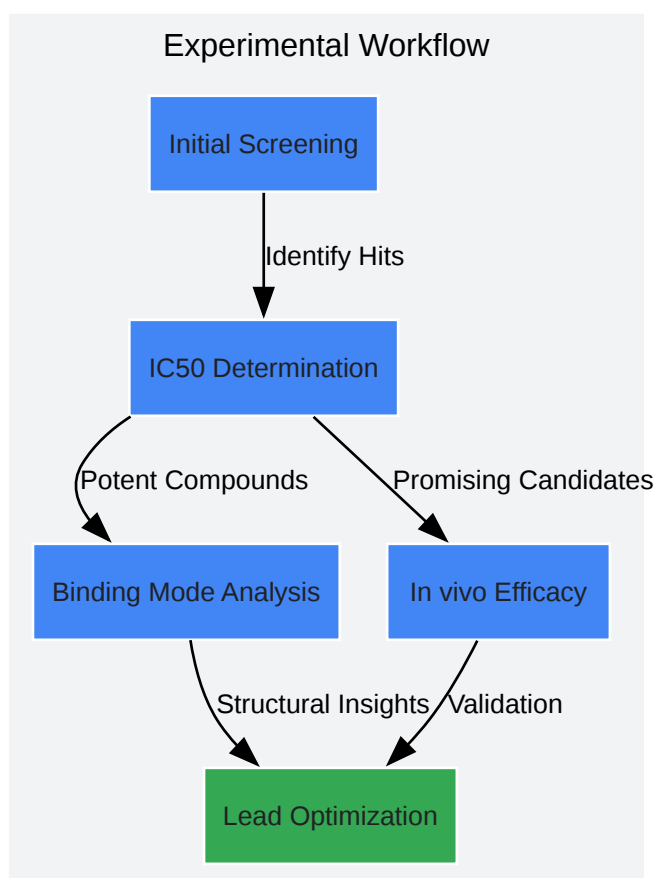 Experimental Workflow
Initial Screening
Identify Hits
IC50 Determination
Potent Compounds
Promising Candidates
Binding Mode Analysis
In vivo Efficacy
Structural Insights
Validation
Lead Optimization